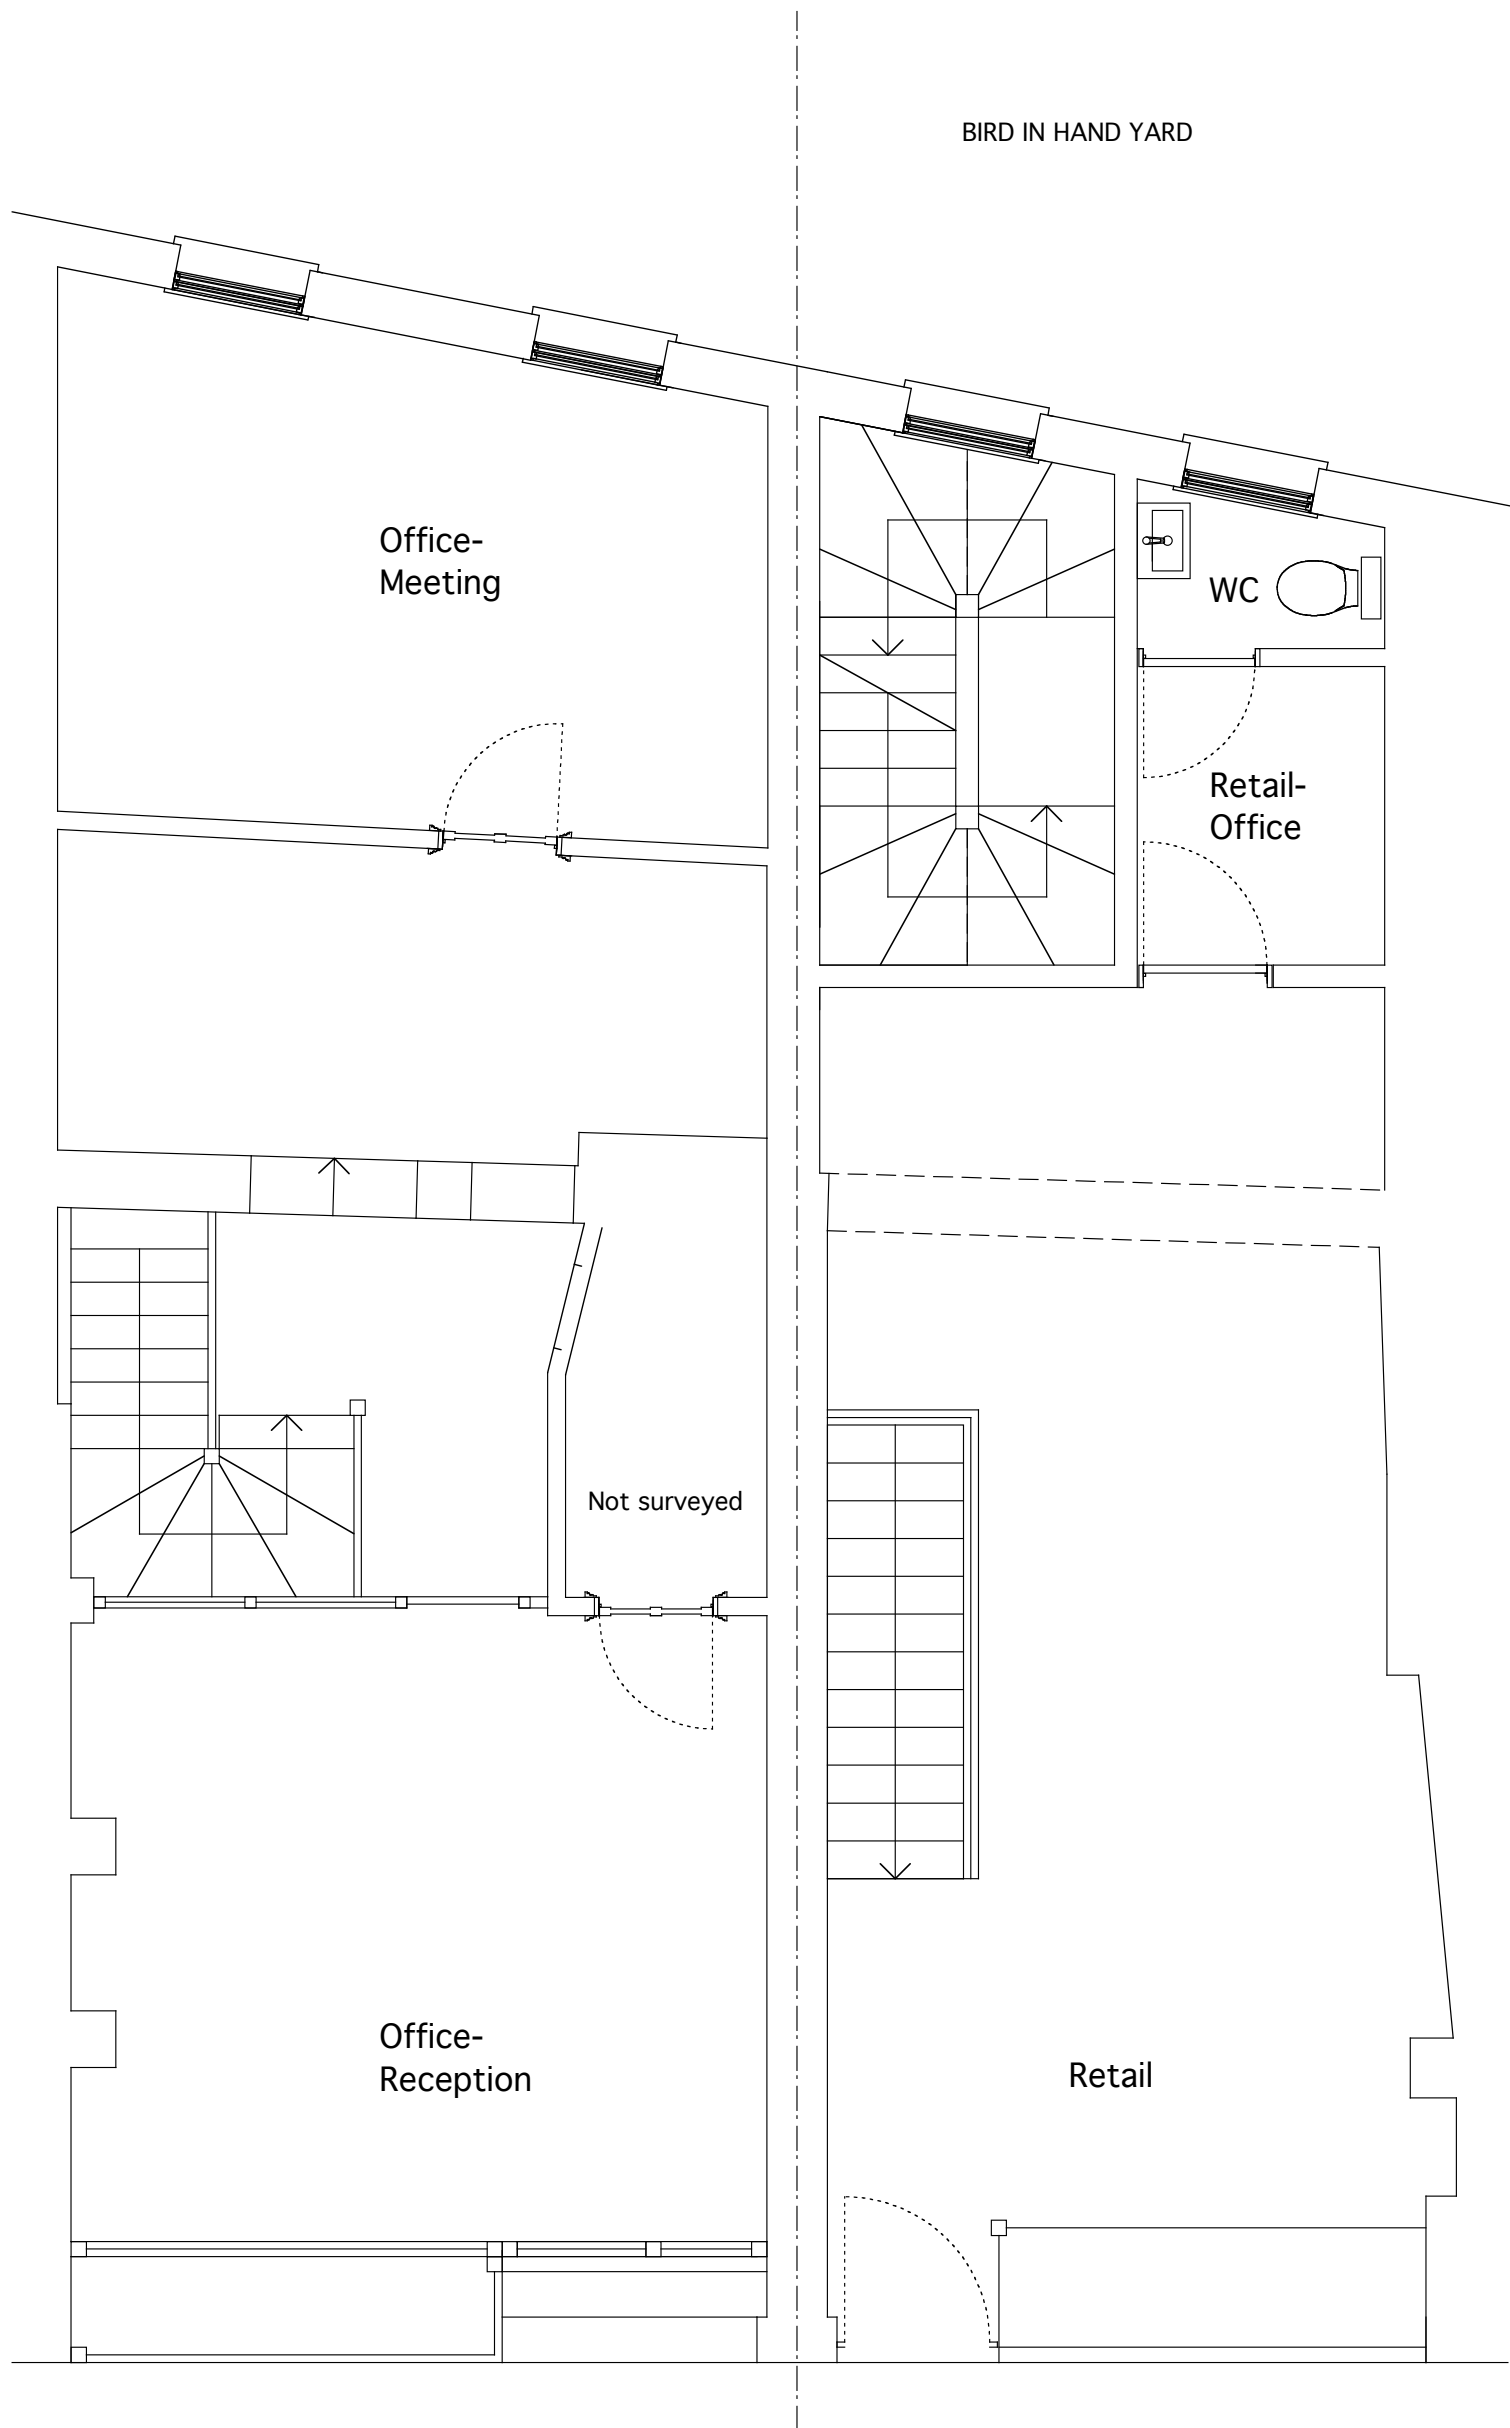 BIRD IN HAND YARD
Office-
Meeting
WC
Retail-
Office
Not surveyed
Office-
Reception
Retail